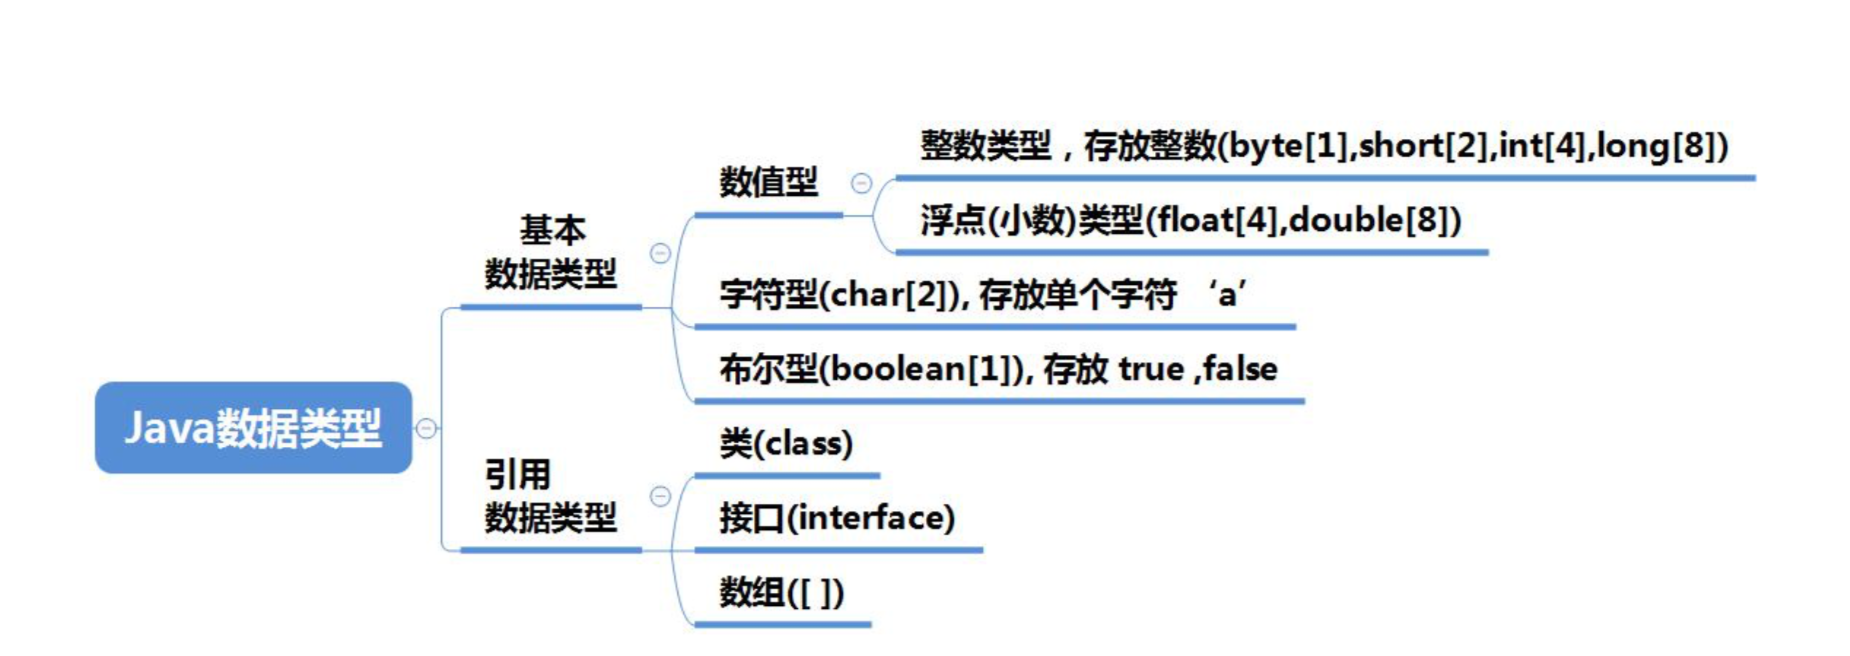 整数类型，存放整数(byte[1],short[2],int[4],long[8])
数值型
浮点(小数)类型(float[4],double[8])
基本
数据类型
字符型(char[2]), 存放单个字符 ‘a’
布尔型(boolean[1]), 存放 true ,false
Java数据类型
类(class)
引用
数据类型
接口(interface)
数组([ ])